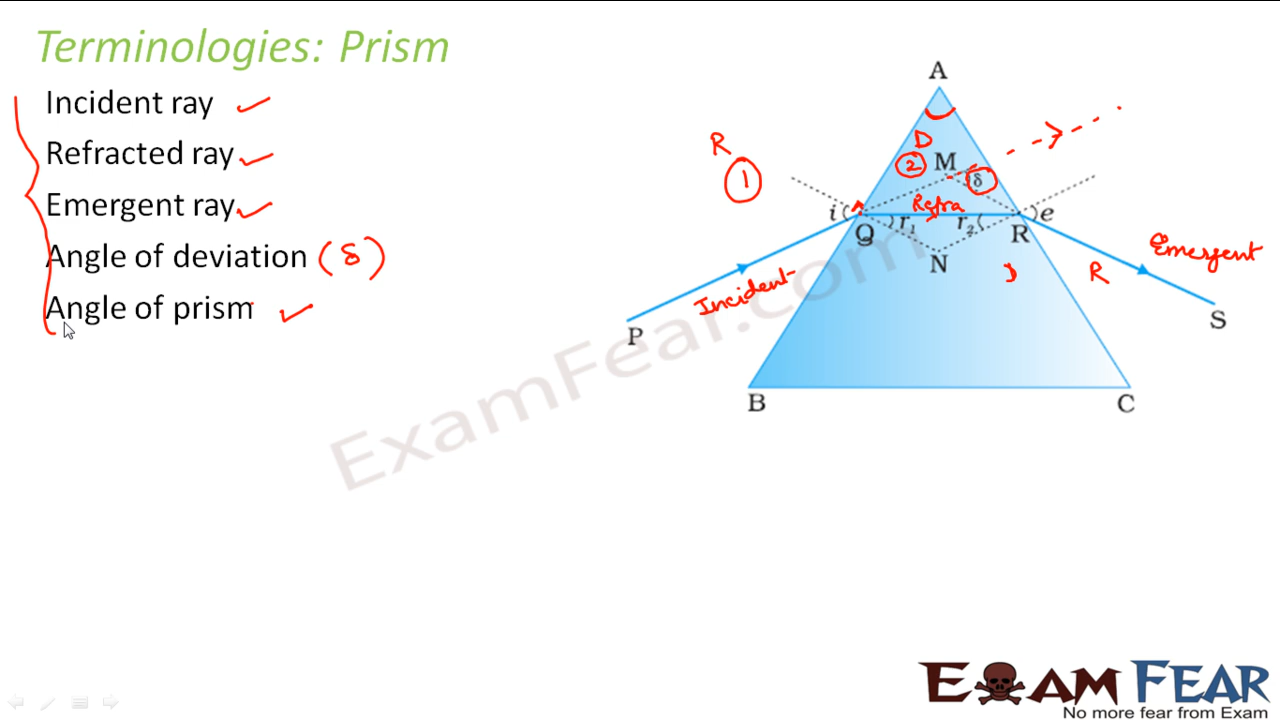 Terminologies: Prism
Incident ray
Refracted ray
Emergent ray
Angle of deviation (δ)
Angle of prism
A
D
R
1
2
M
δ
i
Refra
e
Q
r₁
r₂
R
N
Emergent
R
Incident
P
S
B
C
ExamFear.com
EXAM FEAR
No more fear from Exam